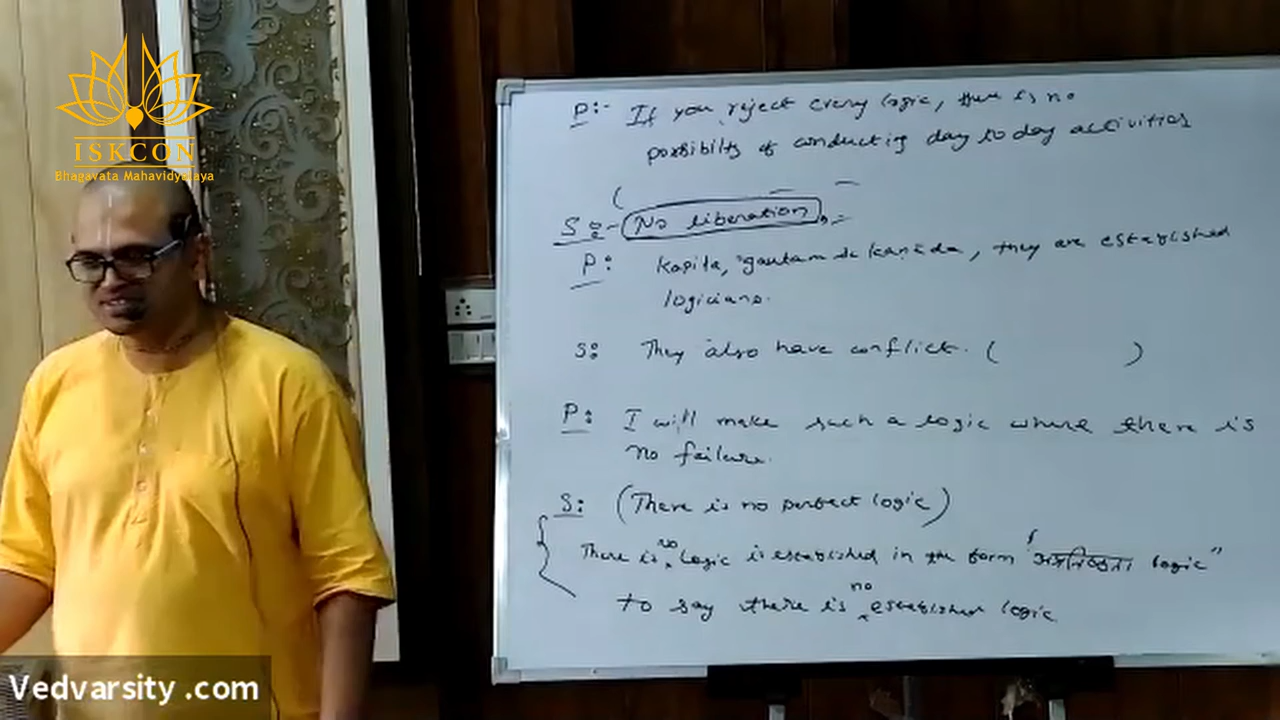 ISKCON
Bhagavata Mahavidyalaya
P:- If you reject every logic, there is no
possibilty of conducting day to day activities
S:- No liberation
P: Kapila, gautam & kanada, they are established
logicians.
S: They also have conflict. ( )
P: I will make such a logic where there is
no failure.
S: (There is no perfect logic)
There is no logic is established in the form "अप्रतिष्ठिता logic"
to say there is no established logic
Vedvarsity .com